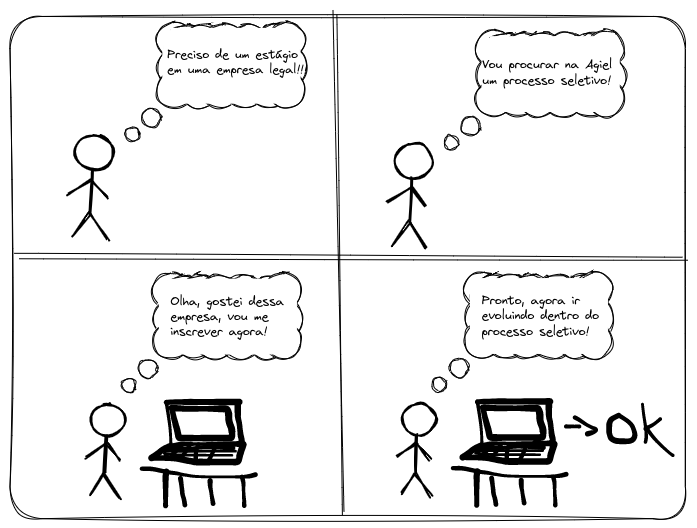 Preciso de um estágio
em uma empresa legal!!!
Vou procurar na Agiel
um processo seletivo!
Olha, gostei dessa
empresa, vou me
inscrever agora!
Pronto, agora ir
evoluindo dentro do
processo seletivo!
OK